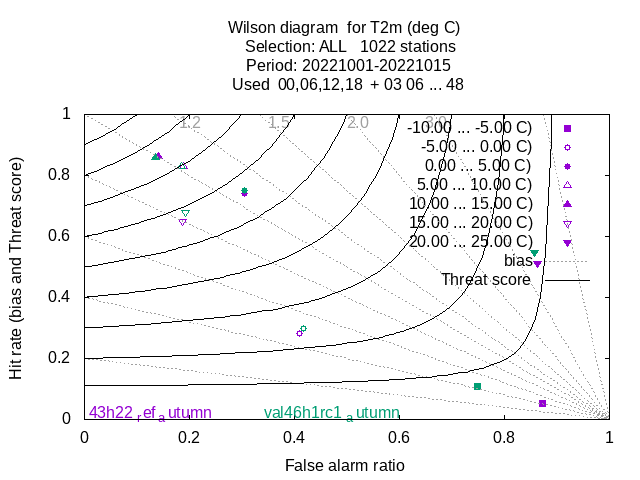 Wilson diagram  for T2m (deg C)
Selection: ALL   1022 stations
Period: 20221001-20221015
Used  00,06,12,18  + 03 06 ... 48
Hit rate (bias and Threat score)
1
0.8
0.6
0.4
0.2
0
1.2
1.5
2.0
3.0
-10.00 ... -5.00 C)
-5.00 ... 0.00 C)
0.00 ... 5.00 C)
5.00 ... 10.00 C)
10.00 ... 15.00 C)
15.00 ... 20.00 C)
20.00 ... 25.00 C)
bias
Threat score
43h22_ref_autumn
val46h1rc1_autumn
0 0.2 0.4 0.6 0.8 1
False alarm ratio